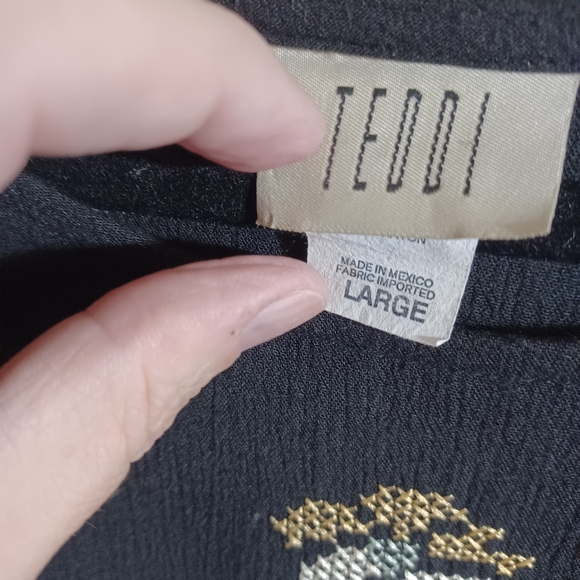 TEDDI
MADE IN MEXICO
FABRIC IMPORTED
LARGE